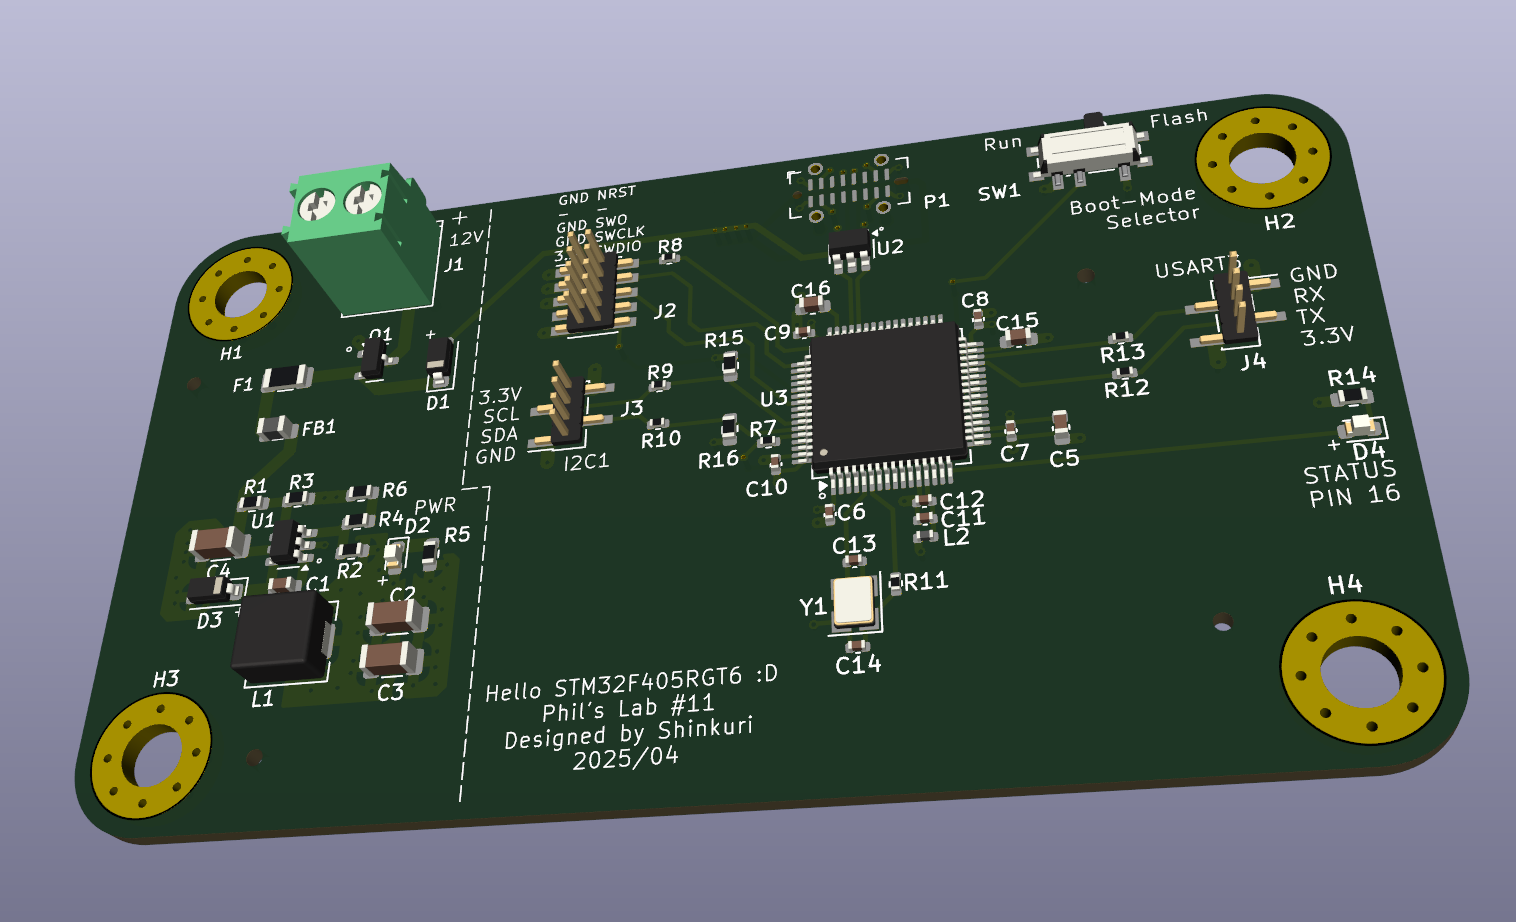 Flash
Run
SW1
Boot-Mode
Selector
H2
P1
GND NRST
GND SWO
SWCLK
+
12V
J1
U2
R8
J2
USART3
GND
RX
TX
3.3V
J4
H1
F1
+
D1
FB1
C16
C9
C8
C15
R15
R13
R12
R14
+
D4
STATUS
PIN 16
3.3V
SCL
SDA
GND
J3
I2C1
R9
R10
U3
R7
R16
C10
C7
C5
C6
C12
C11
L2
C13
R11
Y1
C14
R1
R3
R6
U1
R4
PWR
D2
R5
R2
+
C4
C1
C2
D3
L1
C3
H3
H4
Hello STM32F405RGT6 :D
Phil's Lab #11
Designed by Shinkuri
2025/04